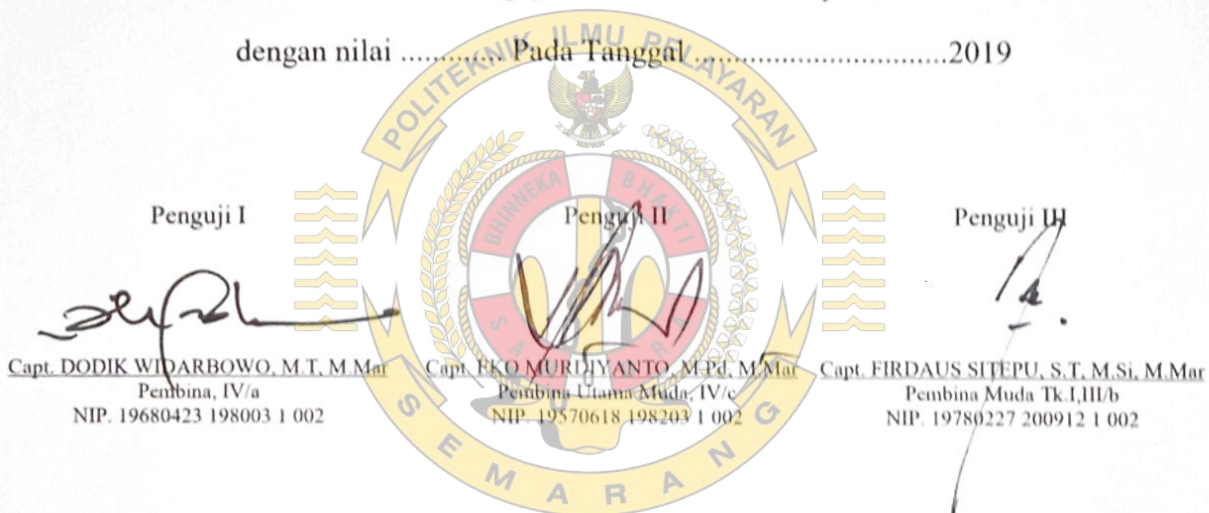 dengan nilai ............. Pada Tanggal .................................2019
POLITEKNIK ILMU PELAYARAN
BHINNEKA BHAKTI
SEMARANG
Penguji I Penguji II Penguji III
Capt. DODIK WIDARBOWO, M.T, M.Mar Capt. EKO MURDIYANTO, M.Pd, M.Mar Capt. FIRDAUS SITEPU, S.T, M.Si, M.Mar
Pembina, IV/a Pembina Utama Muda, IV/c Pembina Muda Tk.I,III/b
NIP. 19680423 198003 1 002 NIP. 19570618 198203 1 002 NIP. 19780227 200912 1 002